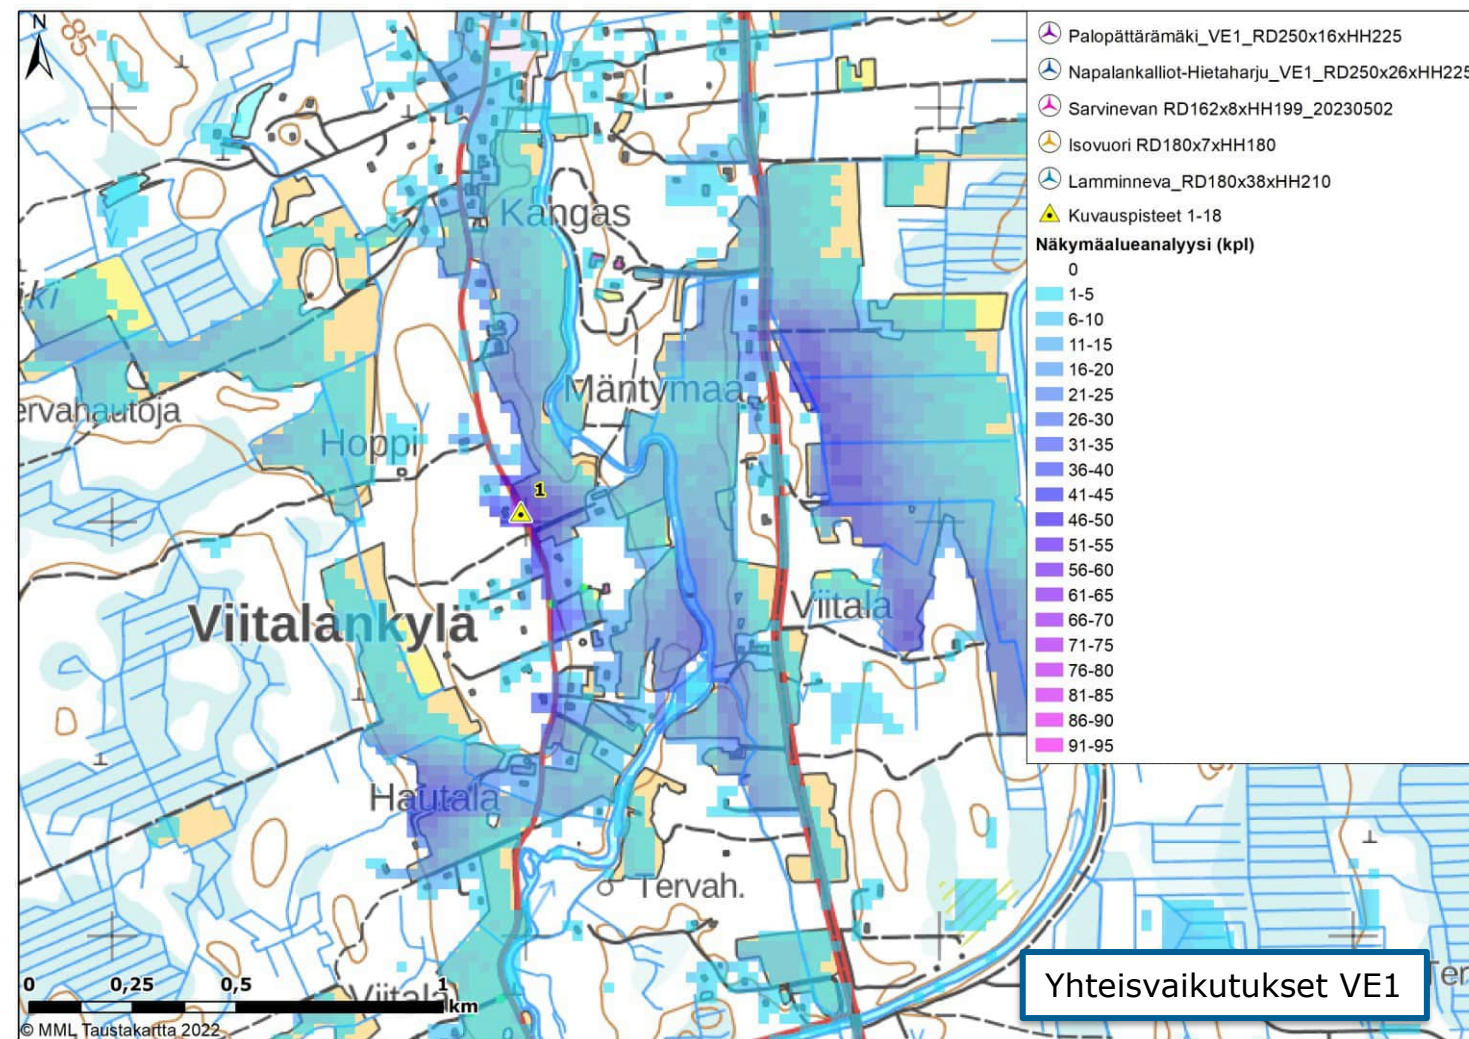 85
N
Palopättärämäki_VE1_RD250x16xHH225
Napalankalliot-Hietaharju_VE1_RD250x26xHH225
Sarvinevan RD162x8xHH199_20230502
Isovuori RD180x7xHH180
Lamminneva_RD180x38xHH210
Kuvauspisteet 1-18
Näkymäalueanalyysi (kpl)
0
1-5
6-10
11-15
16-20
21-25
26-30
31-35
36-40
41-45
46-50
51-55
56-60
61-65
66-70
71-75
76-80
81-85
86-90
91-95
Kangas
Mäntymaa
ervahautoja
Hoppi
1
Viitala
Viitalankylä
Hautala
Tervah.
Viitala
Ter
0 0,25 0,5 1
km
© MML Taustakartta 2022
Yhteisvaikutukset VE1